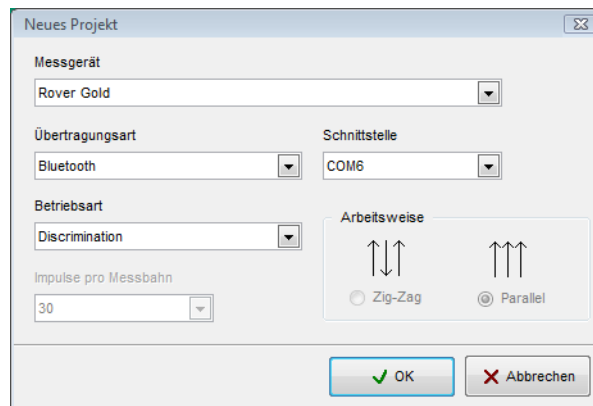 Neues Projekt
Messgerät
Rover Gold
Übertragungsart
Schnittstelle
Bluetooth
COM6
Betriebsart
Discrimination
Arbeitsweise
Impulse pro Messbahn
30
Zig-Zag
Parallel
OK
Abbrechen